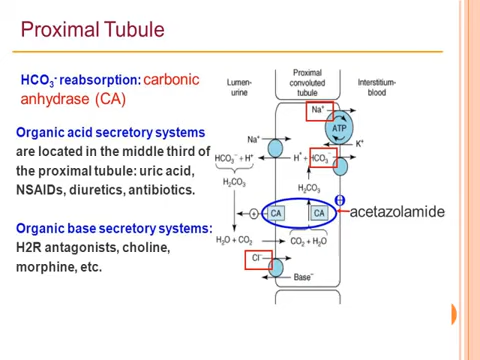 Proximal Tubule
HCO3- reabsorption: carbonic
anhydrase (CA)
Organic acid secretory systems
are located in the middle third of
the proximal tubule: uric acid,
NSAIDs, diuretics, antibiotics.
Organic base secretory systems:
H2R antagonists, choline,
morphine, etc.
Lumen-
urine
Proximal
convoluted
tubule
Interstitium-
blood
Na+
Na+
ATP
K+
HCO3- + H+
H+ + HCO3-
H2CO3
H2CO3
+
CA
CA
Θ
acetazolamide
H2O + CO2
CO2 + H2O
Cl-
Base-